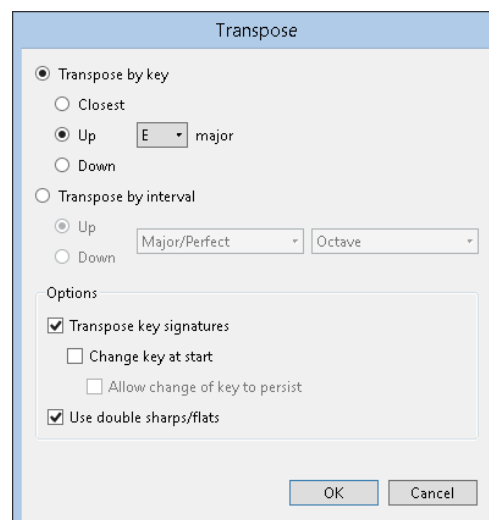 Transpose
Transpose by key
Closest
Up E major
Down
Transpose by interval
Up
Major/Perfect Octave
Down
Options
Transpose key signatures
Change key at start
Allow change of key to persist
Use double sharps/flats
OK Cancel